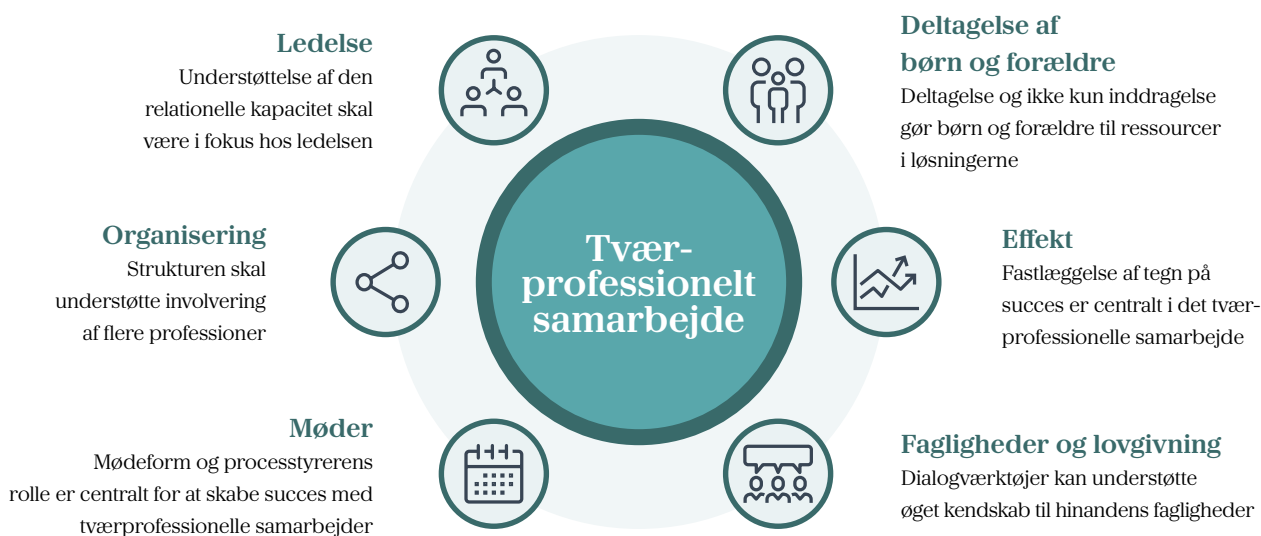 Ledelse
Understøttelse af den
relationelle kapacitet skal
være i fokus hos ledelsen
Deltagelse af
børn og forældre
Deltagelse og ikke kun inddragelse
gør børn og forældre til ressourcer
i løsningerne
Organisering
Strukturen skal
understøtte involvering
af flere professioner
Tvær-
professionelt
samarbejde
Effekt
Fastlæggelse af tegn på
succes er centralt i det tvær-
professionelle samarbejde
Møder
Mødeform og processtyrerens
rolle er centralt for at skabe succes med
tværprofessionelle samarbejder
Fagligheder og lovgivning
Dialogværktøjer kan understøtte
øget kendskab til hinandens fagligheder